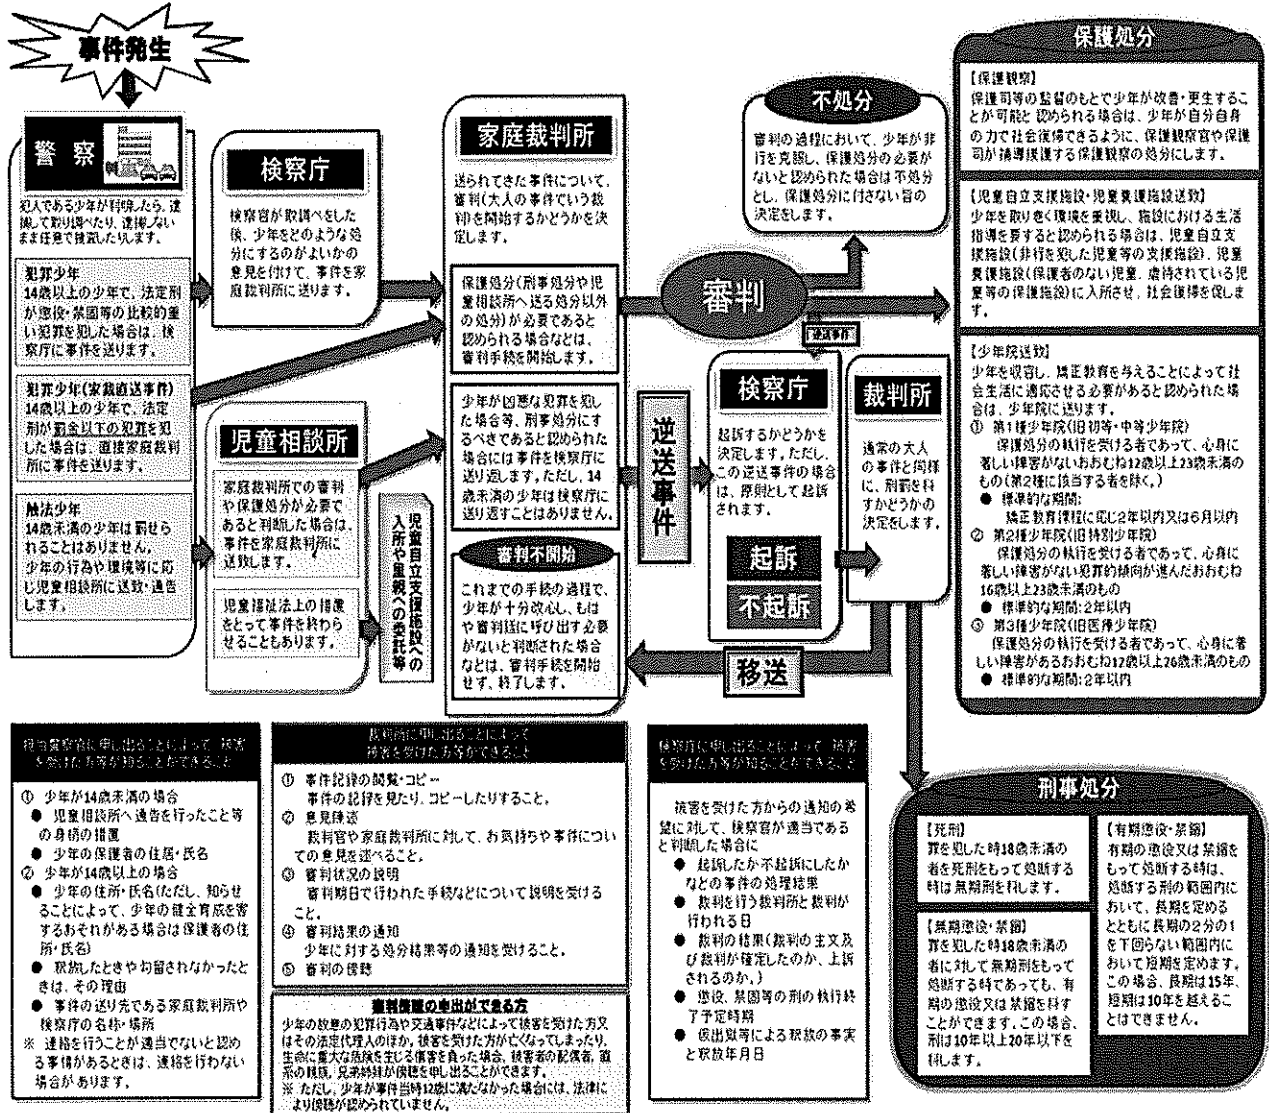 事件発生
警察
犯人である少年が判明したら、逮
捕して取り調べたり、逮捕しない
まま任意で捜査したりします。
犯罪少年
14歳以上の少年で、法定刑
が懲役・禁固等の比較的重
い犯罪を犯した場合は、検
察庁に事件を送ります。
犯罪少年(家裁直送事件)
14歳以上の少年で、法定
刑が罰金以下の犯罪を犯
した場合は、直接家庭裁判
所に事件を送ります。
触法少年
14歳未満の少年は罰せら
れることはありません。
少年の行為や環境等に応
じ児童相談所に送致・通告
します。
検察庁
検察官が取調べをした
後、少年をどのような処
分にするのがよいかの
意見を付けて、事件を家
庭裁判所に送ります。
児童相談所
家庭裁判所での審判
や保護処分が必要で
あると判断した場合は、
事件を家庭裁判所に
送致します。
児童福祉法上の措置
をとって事件を終わら
せることもあります。
児童自立支援施設への
入所や里親への委託等
家庭裁判所
送られてきた事件について、
審判(大人の事件でいう裁
判)を開始するかどうかを決
定します。
保護処分(刑事処分や児
童相談所へ送る処分以外
の処分)が必要であると
認められる場合などは、
審判手続を開始します。
少年が凶悪な犯罪を犯し
た場合等、刑事処分にす
るべきであると認められた
場合には事件を検察庁に
送り返します。ただし、14
歳未満の少年は検察庁に
送り返すことはありません。
審判不開始
これまでの手続の過程で、
少年が十分改心し、もは
や審判廷に呼び出す必要
がないと判断された場合
などは、審判手続を開始
せず、終了します。
不処分
審判の過程において、少年が非
行を克服し、保護処分の必要が
ないと認められた場合は不処分
とし、保護処分に付さない旨の
決定をします。
審判
逆送事件
逆送事件
検察庁
起訴するかどうかを
決定します。ただし、
この逆送事件の場合
は、原則として起訴
されます。
起訴
不起訴
裁判所
通常の大人
の事件と同様
に、刑罰を科
すかどうかの
決定をします。
移送
保護処分
【保護観察】
保護司等の監督のもとで少年が改善・更生するこ
とが可能と認められる場合は、少年が自分自身
の力で社会復帰できるように、保護観察官や保護
司が補導援護する保護観察の処分にします。
【児童自立支援施設・児童養護施設送致】
少年を取り巻く環境を重視し、施設における生活
指導を要すると認められる場合は、児童自立支
援施設(非行を犯した児童等の支援施設)、児童
養護施設(保護者のない児童、虐待されている児
童等の保護施設)に入所させ、社会復帰を促しま
す。
【少年院送致】
少年を収容し、矯正教育を与えることによって社
会生活に適応させる必要があると認められた場
合は、少年院に送ります。
① 第1種少年院(旧初等・中等少年院)
保護処分の執行を受ける者であって、心身に
著しい障害がないおおむね12歳以上23歳未満の
もの(第2種に該当する者を除く。)
● 標準的な期間:
矯正教育課程に応じ2年以内又は6月以内
② 第2種少年院(旧特別少年院)
保護処分の執行を受ける者であって、心身に
著しい障害がない犯罪的傾向が進んだおおむね
16歳以上23歳未満のもの
● 標準的な期間:2年以内
③ 第3種少年院(旧医療少年院)
保護処分の執行を受ける者であって、心身に著
しい障害があるおおむね12歳以上26歳未満のもの
● 標準的な期間:2年以内
担当警察官に申し出ることによって、被害
を受けた方等が知ることができること
① 少年が14歳未満の場合
● 児童相談所へ通告を行ったこと等
の身柄の措置
● 少年の保護者の住居・氏名
② 少年が14歳以上の場合
● 少年の住所・氏名(ただし、知らせ
ることによって、少年の健全育成を害
するおそれがある場合は保護者の住
所・氏名)
● 釈放したときや勾留されなかったと
きは、その理由
● 事件の送り先である家庭裁判所や
検察庁の名称・場所
※ 連絡を行うことが適当でないと認め
る事情があるときは、連絡を行わない
場合があります。
裁判所に申し出ることによって
被害を受けた方等ができること
① 事件記録の閲覧・コピー
事件の記録を見たり、コピーしたりすること。
② 意見陳述
裁判官や家庭裁判所に対して、お気持ちや事件につい
ての意見を述べること。
③ 審判状況の説明
審判期日で行われた手続などについて説明を受ける
こと。
④ 審判結果の通知
少年に対する処分結果等の通知を受けること。
⑤ 審判の傍聴
審判傍聴の申出ができる方
少年の故意の犯罪行為や交通事件などによって被害を受けた方又
はその法定代理人のほか、被害を受けた方が亡くなってしまったり、
生命に重大な危険を生じる傷害を負った場合、被害者の配偶者、直
系の親族、兄弟姉妹が傍聴を申し出ることができます。
※ ただし、少年が事件当時12歳に満たなかった場合には、法律に
より傍聴が認められていません。
検察庁に申し出ることによって、被害
を受けた方等が知ることができること
被害を受けた方からの通知の希
望に対して、検察官が適当である
と判断した場合に
● 起訴したか不起訴にしたか
などの事件の処理結果
● 裁判を行う裁判所と裁判が
行われる日
● 裁判の結果(裁判の主文及
び裁判が確定したのか、上訴
されるのか。)
● 懲役、禁固等の刑の執行終
了予定時期
● 仮出獄等による釈放の事実
と釈放年月日
刑事処分
【死刑】
罪を犯した時18歳未満の
者を死刑をもって処断する
時は無期刑を科します。
【無期懲役・禁錮】
罪を犯した時18歳未満の
者に対して無期刑をもって
処断する時であっても、有
期の懲役又は禁錮を科す
ことができます。この場合、
刑は10年以上20年以下を
科します。
【有期懲役・禁錮】
有期の懲役又は禁錮を
もって処断する時は、
処断する刑の範囲内に
おいて、長期を定める
とともに長期の2分の1
を下回らない範囲内に
おいて短期を定めます。
この場合、長期は15年、
短期は10年を越えるこ
とはできません。